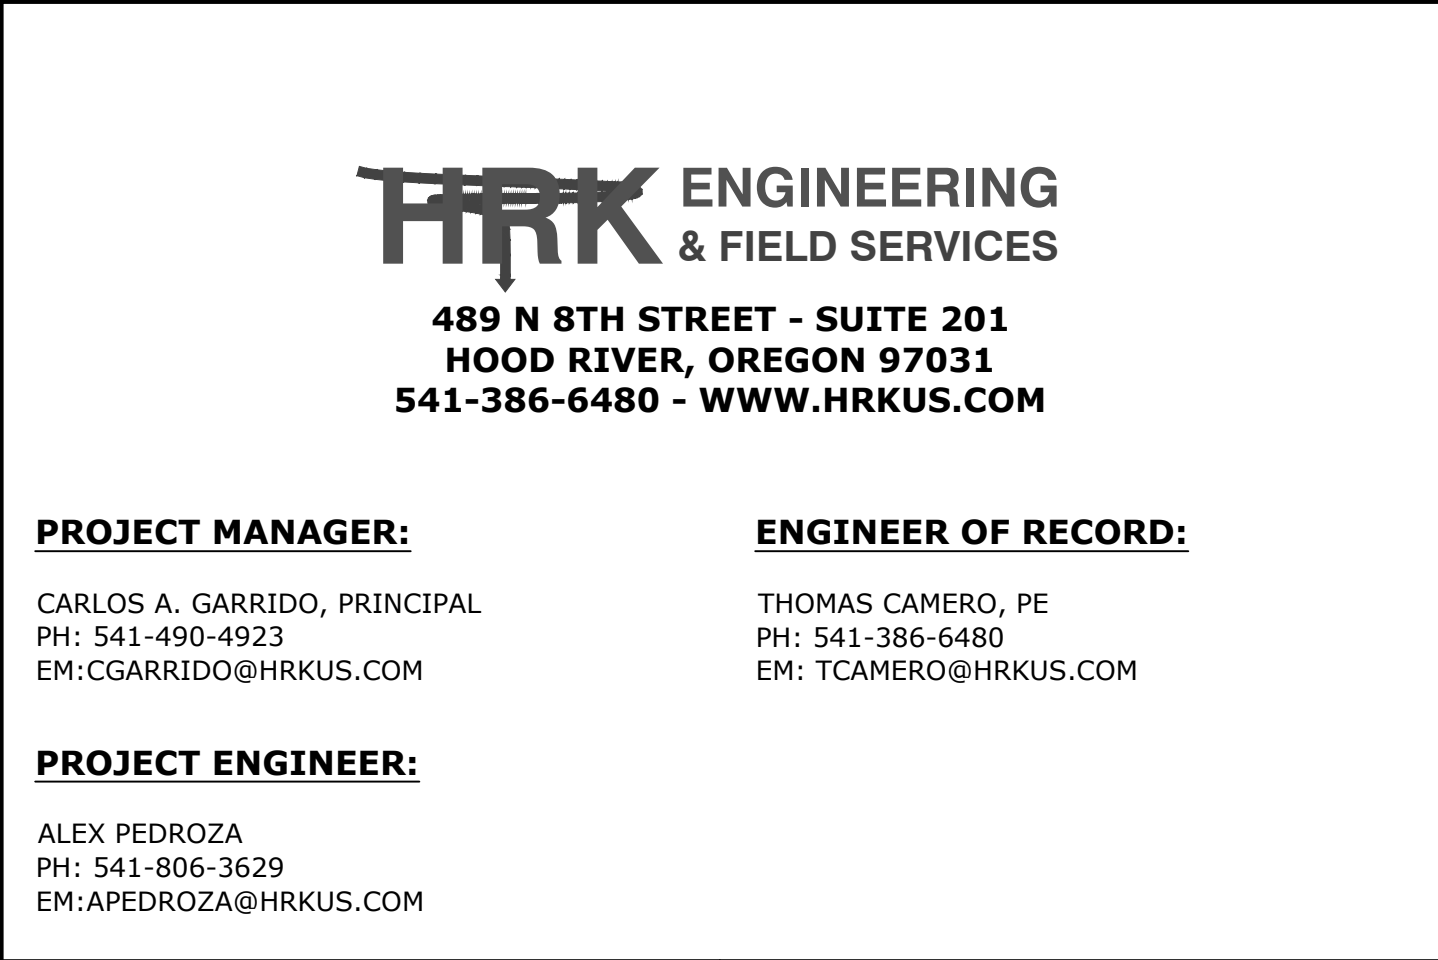 HRK ENGINEERING
& FIELD SERVICES
489 N 8TH STREET - SUITE 201
HOOD RIVER, OREGON 97031
541-386-6480 - WWW.HRKUS.COM
PROJECT MANAGER:
CARLOS A. GARRIDO, PRINCIPAL
PH: 541-490-4923
EM:CGARRIDO@HRKUS.COM
ENGINEER OF RECORD:
THOMAS CAMERO, PE
PH: 541-386-6480
EM: TCAMERO@HRKUS.COM
PROJECT ENGINEER:
ALEX PEDROZA
PH: 541-806-3629
EM:APEDROZA@HRKUS.COM